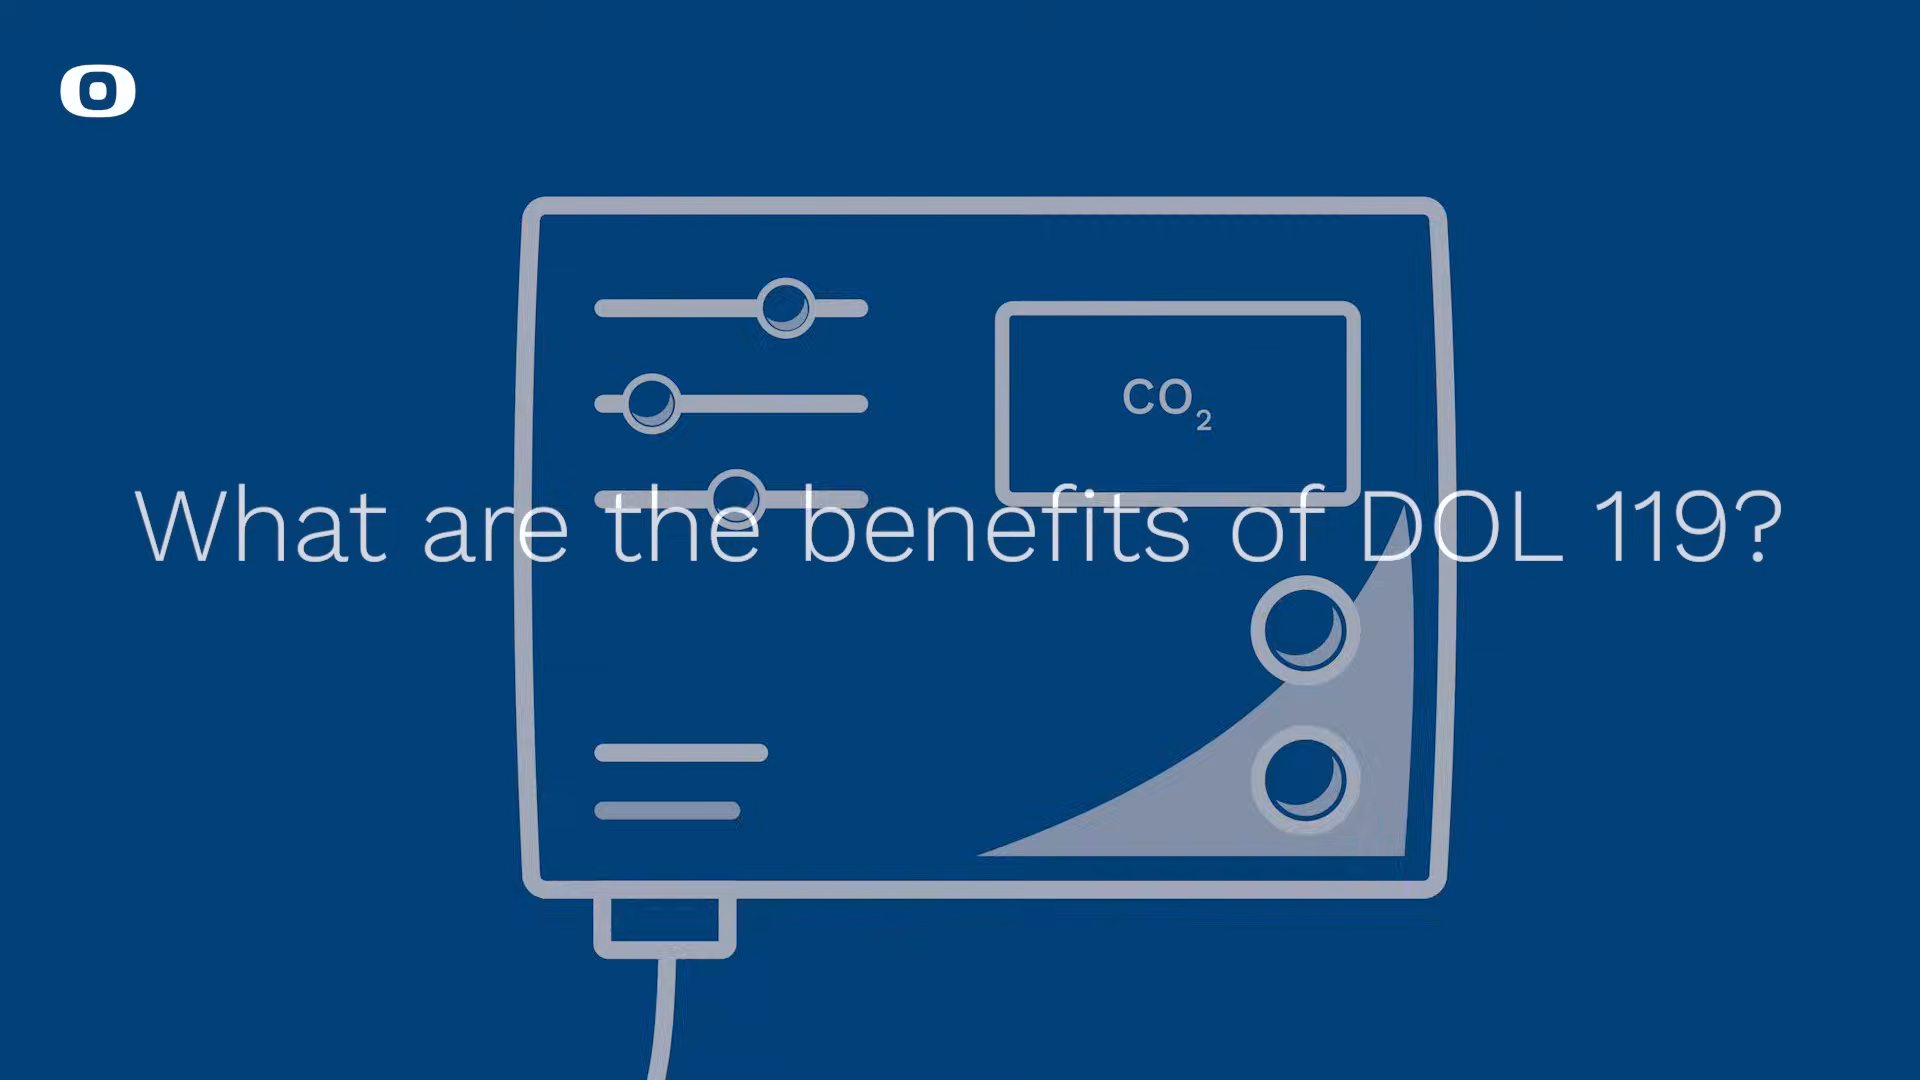 CO₂
What are the benefits of DOL 119?